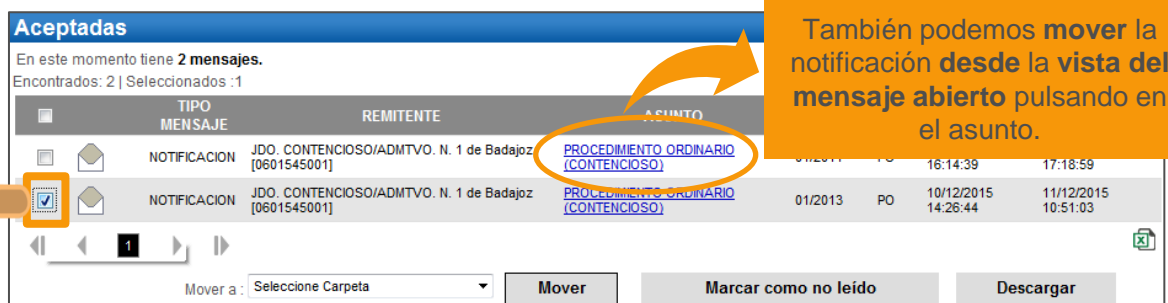 Aceptadas
En este momento tiene 2 mensajes.
Encontrados: 2 | Seleccionados :1
También podemos mover la
notificación desde la vista del
mensaje abierto pulsando en
el asunto.
TIPO MENSAJE REMITENTE ASUNTO
NOTIFICACION JDO. CONTENCIOSO/ADMTVO. N. 1 de Badajoz [0601545001] PROCEDIMIENTO ORDINARIO (CONTENCIOSO) 16:14:39 17:18:59
NOTIFICACION JDO. CONTENCIOSO/ADMTVO. N. 1 de Badajoz [0601545001] PROCEDIMIENTO ORDINARIO (CONTENCIOSO) 01/2013 PO 10/12/2015 14:26:44 11/12/2015 10:51:03
1
Mover a : Seleccione Carpeta Mover Marcar como no leído Descargar